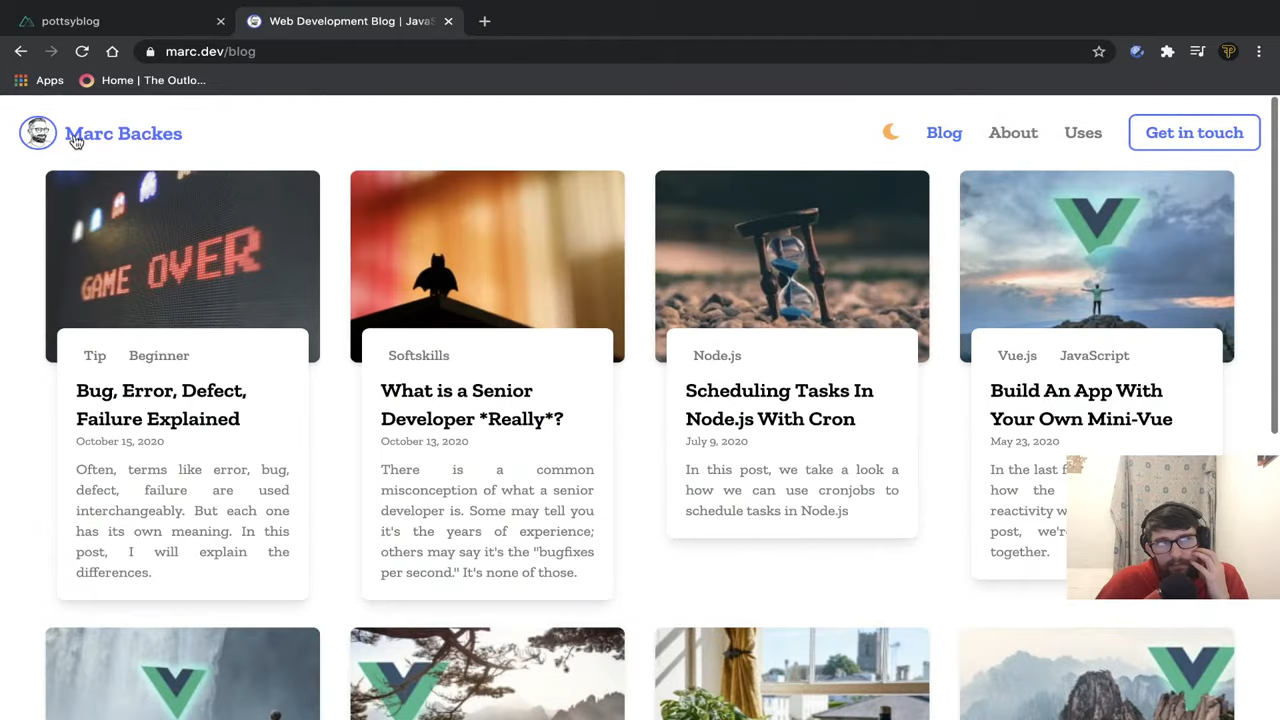 pottsyblog
Web Development Blog | JavaS
marc.dev/blog
Apps
Home | The Outlo...
Marc Backes
Blog
About
Uses
Get in touch
GAME OVER
Tip Beginner
Bug, Error, Defect,
Failure Explained
October 15, 2020
Often, terms like error, bug,
defect, failure are used
interchangeably. But each one
has its own meaning. In this
post, I will explain the
differences.
Softskills
What is a Senior
Developer *Really*?
October 13, 2020
There is a common
misconception of what a senior
developer is. Some may tell you
it's the years of experience;
others may say it's the "bugfixes
per second." It's none of those.
Node.js
Scheduling Tasks In
Node.js With Cron
July 9, 2020
In this post, we take a look a
how we can use cronjobs to
schedule tasks in Node.js
Vue.js JavaScript
Build An App With
Your Own Mini-Vue
May 23, 2020
In the last
how the
reactivity
post, we're
together.